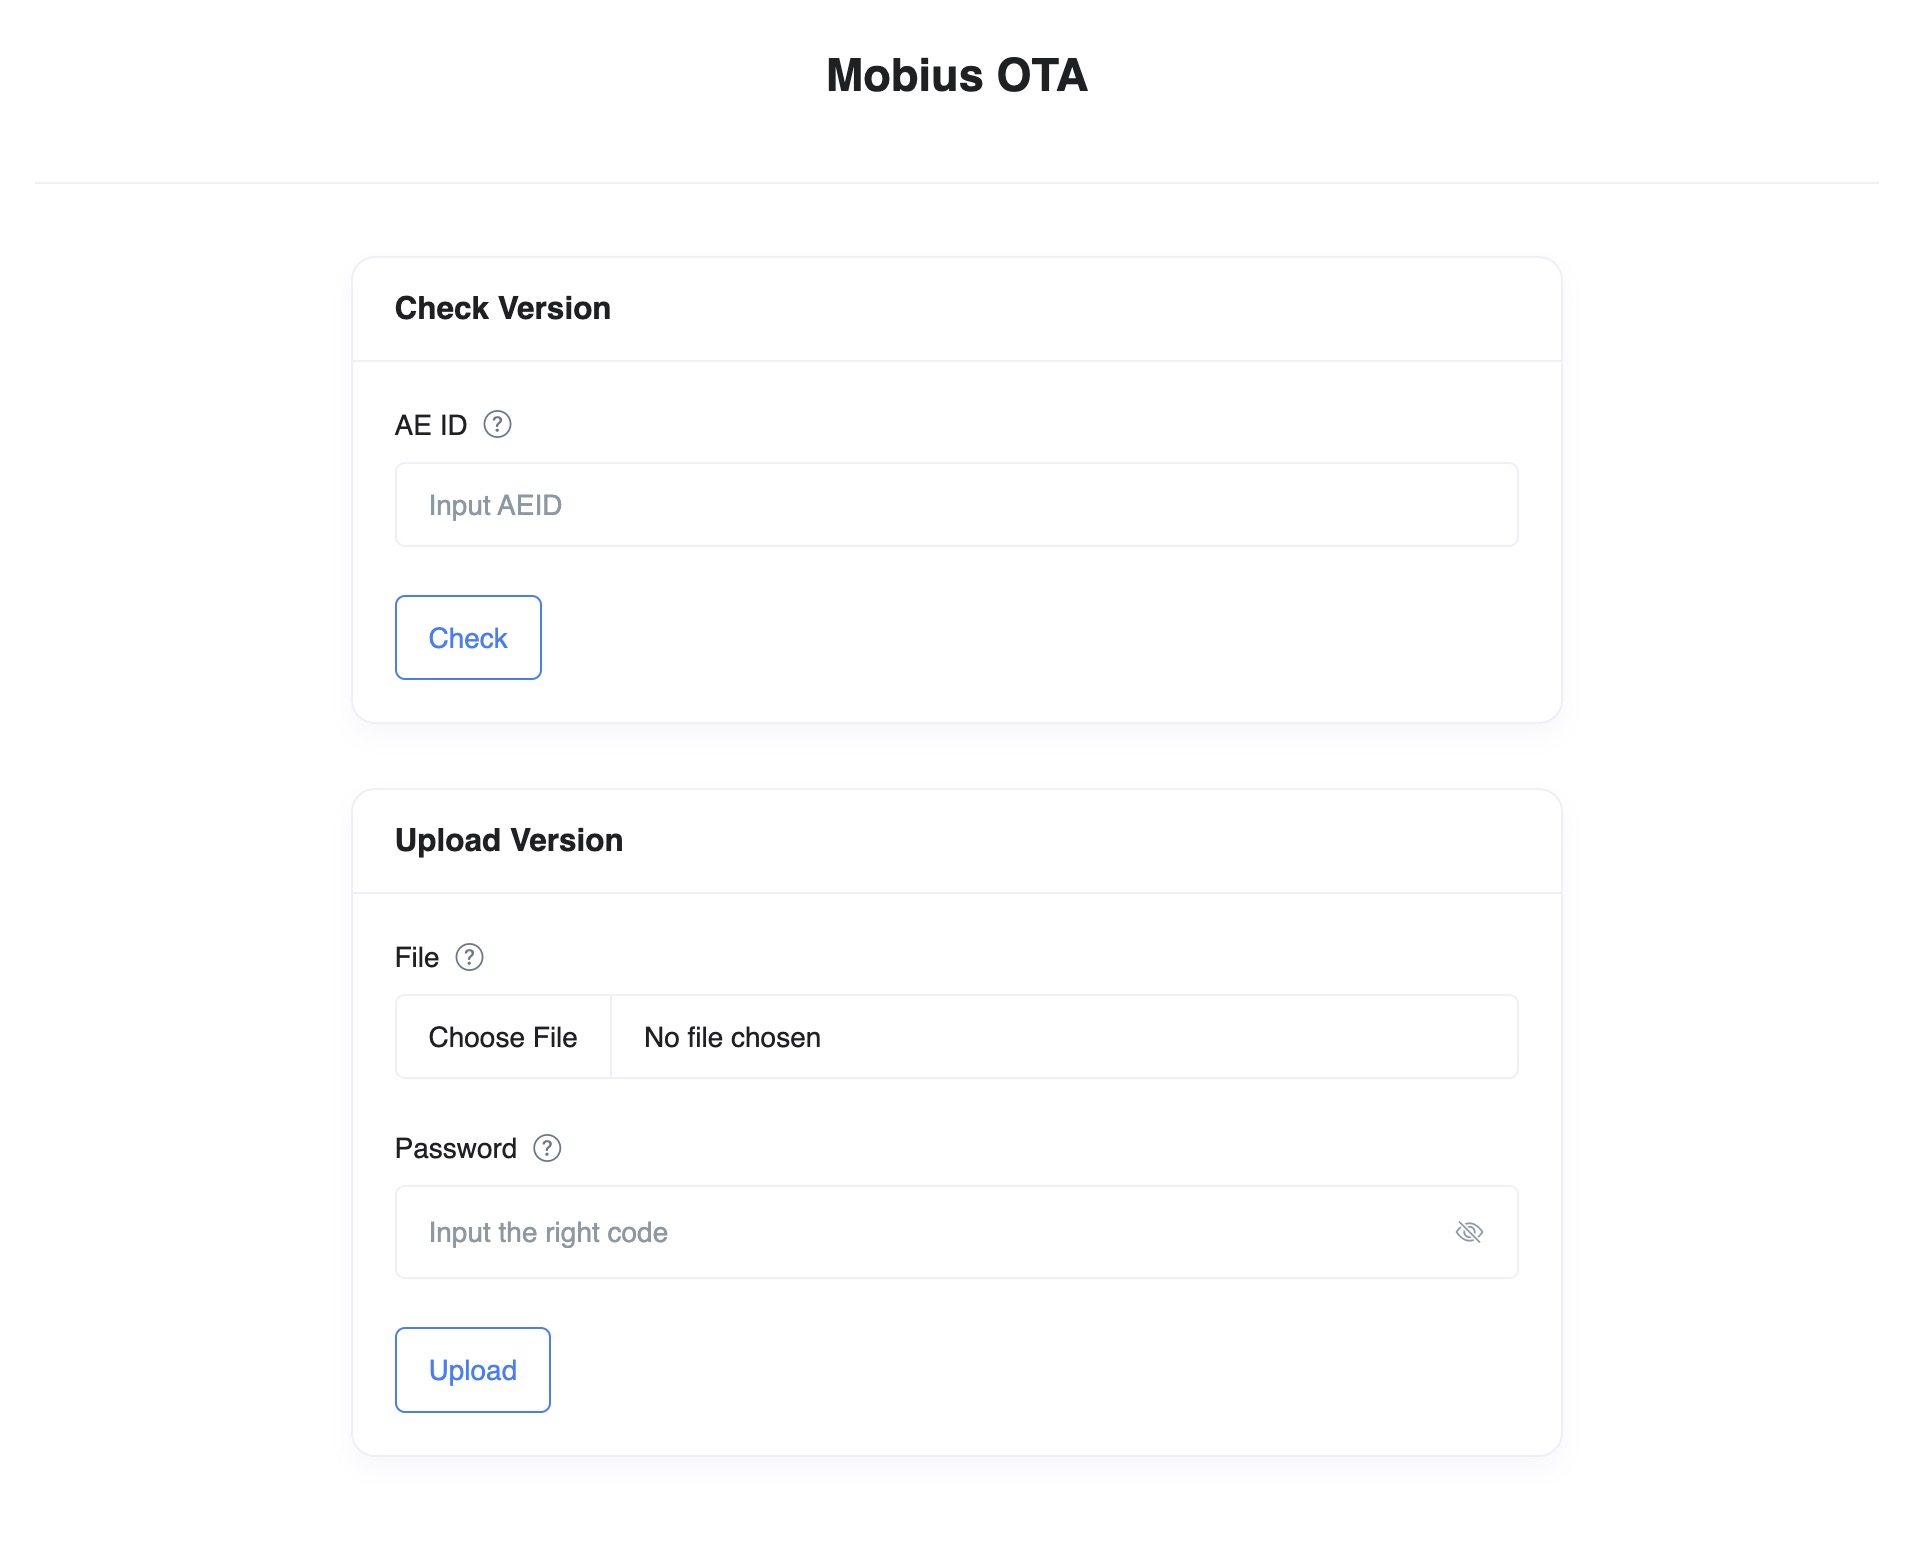 Mobius OTA
Check Version
AE ID ?
Input AEID
Check
Upload Version
File ?
Choose File No file chosen
Password ?
Input the right code
Upload